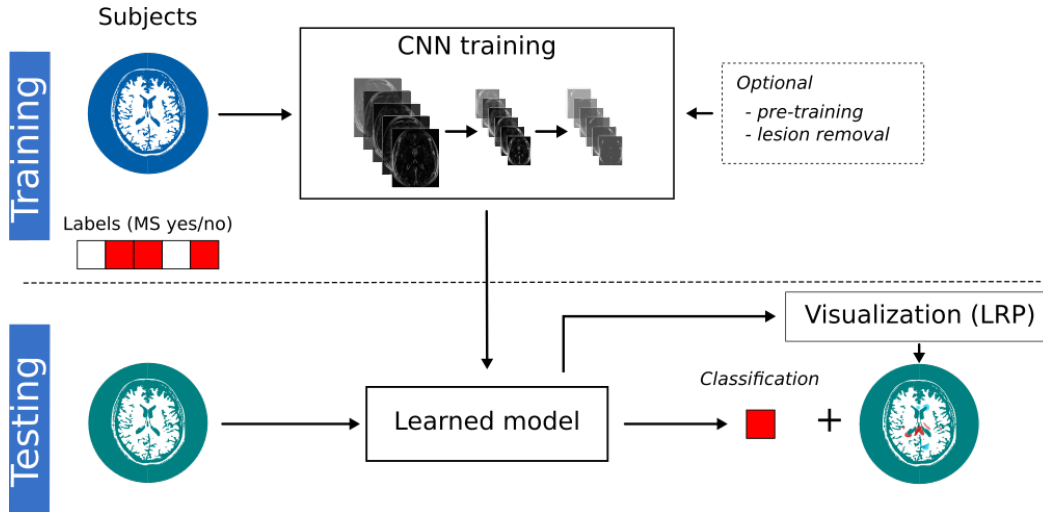 Training
Subjects
Labels (MS yes/no)
CNN training
Optional
- pre-training
- lesion removal
Testing
Learned model
Visualization (LRP)
Classification
+